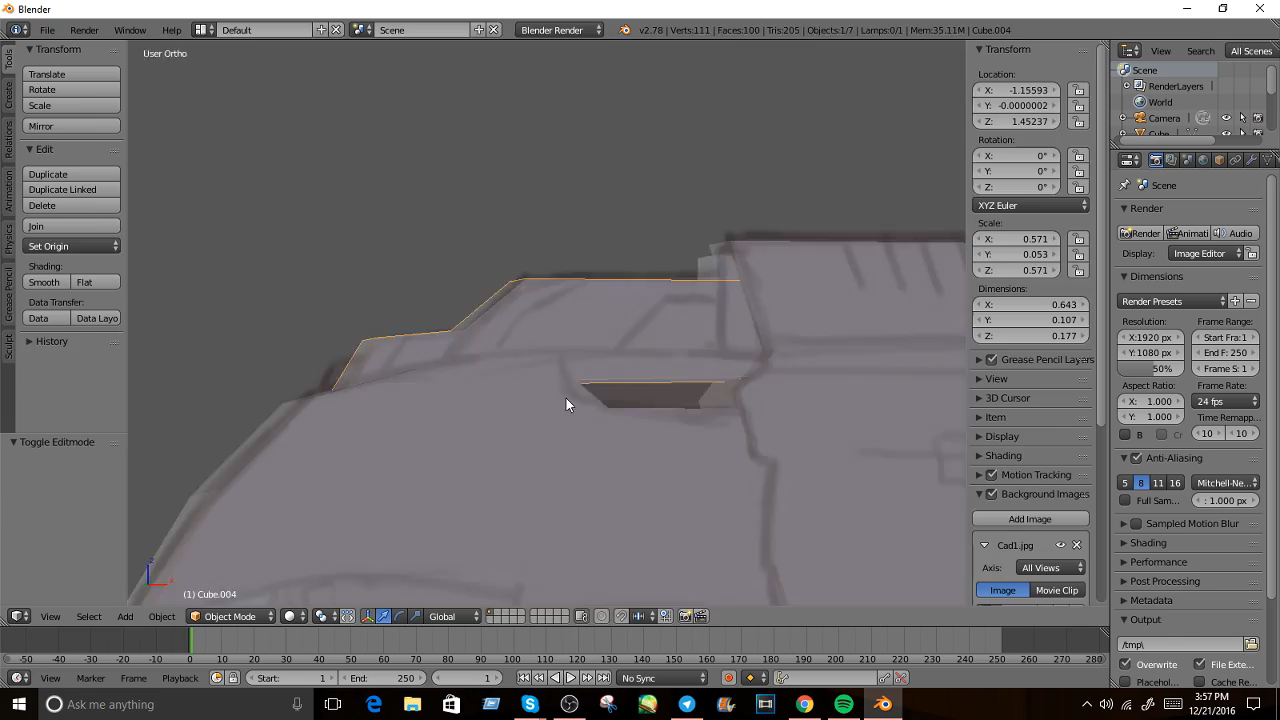 Blender
File Render Window Help Default Scene Blender Render v2.78 | Verts:111 | Faces:100 | Tris:205 | Objects:1/7 | Lamps:0/1 | Mem:35.11M | Cube.004
Tools
Create
Relations
Animation
Physics
Grease Pencil
Sculpt
Transform
Translate
Rotate
Scale
Mirror
Edit
Duplicate
Duplicate Linked
Delete
Join
Set Origin
Shading:
Smooth Flat
Data Transfer:
Data Data Layo
History
Toggle Editmode
User Ortho
(1) Cube.004
Transform
Location:
X: -1.15593
Y: -0.0000002
Z: 1.45237
Rotation:
X: 0°
Y: 0°
Z: 0°
XYZ Euler
Scale:
X: 0.571
Y: 0.053
Z: 0.571
Dimensions:
X: 0.643
Y: 0.107
Z: 0.177
Grease Pencil Layers
View
3D Cursor
Item
Display
Shading
Motion Tracking
Background Images
Add Image
Cad1.jpg
Axis: All Views
Image Movie Clip
View Search All Scenes
Scene
RenderLayers
World
Camera
Cube
Scene
Render
Render Animati Audio
Display: Image Editor
Dimensions
Render Presets
Resolution: Frame Range:
X:1920 px Start Fra:1
Y:1080 px End F: 250
50% Frame S: 1
Aspect Ratio: Frame Rate:
X: 1.000 24 fps
Y: 1.000 Time Remapp...
B Cr 10 10
Anti-Aliasing
5 8 11 16 Mitchell-Ne...
Full Sam... : 1.000 px
Sampled Motion Blur
Shading
Performance
Post Processing
Metadata
Output
/tmp\
Overwrite File Exte...
Placehol... Cache Re
View Select Add Object Object Mode Global
-50 -40 -30 -20 -10 0 10 20 30 40 50 60 70 80 90 100 110 120 130 140 150 160 170 180 190 200 210 220 230 240 250 260 270 280
View Marker Frame Playback Start: 1 End: 250 1 No Sync
Ask me anything
3:57 PM
12/21/2016